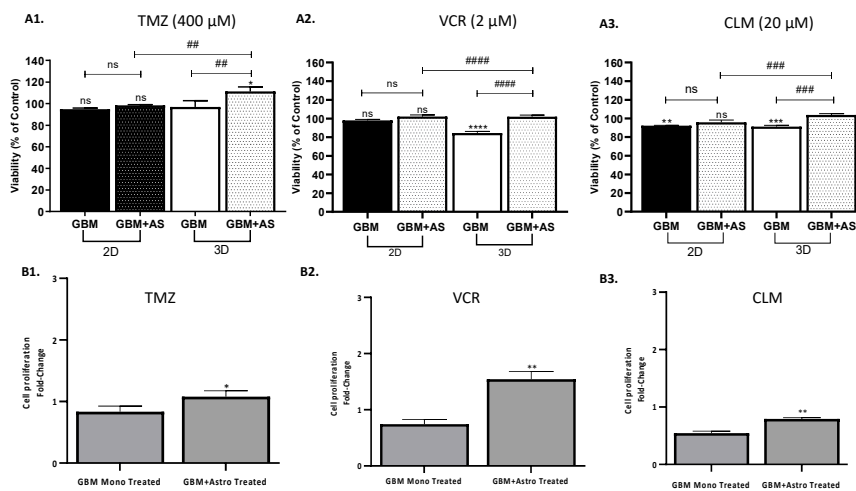 A1.
TMZ (400 µM)
##
ns
##
ns
ns
*
Viability (% of Control)
140
120
100
80
60
40
20
0
GBM
GBM+AS
GBM
GBM+AS
2D
3D
A2.
VCR (2 µM)
####
ns
####
ns
ns
****
Viability (% of Control)
160
140
120
100
80
60
40
20
0
GBM
GBM+AS
GBM
GBM+AS
2D
3D
A3.
CLM (20 µM)
###
ns
###
**
ns
***
Viability (% of Control)
160
140
120
100
80
60
40
20
0
GBM
GBM+AS
GBM
GBM+AS
2D
3D
B1.
TMZ
*
Cell proliferation
Fold-Change
3
2
1
0
GBM Mono Treated
GBM+Astro Treated
B2.
VCR
**
Cell proliferation
Fold-Change
3
2
1
0
GBM Mono Treated
GBM+Astro Treated
B3.
CLM
**
Cell proliferation
Fold-Change
3
2
1
0
GBM Mono Treated
GBM+Astro Treated